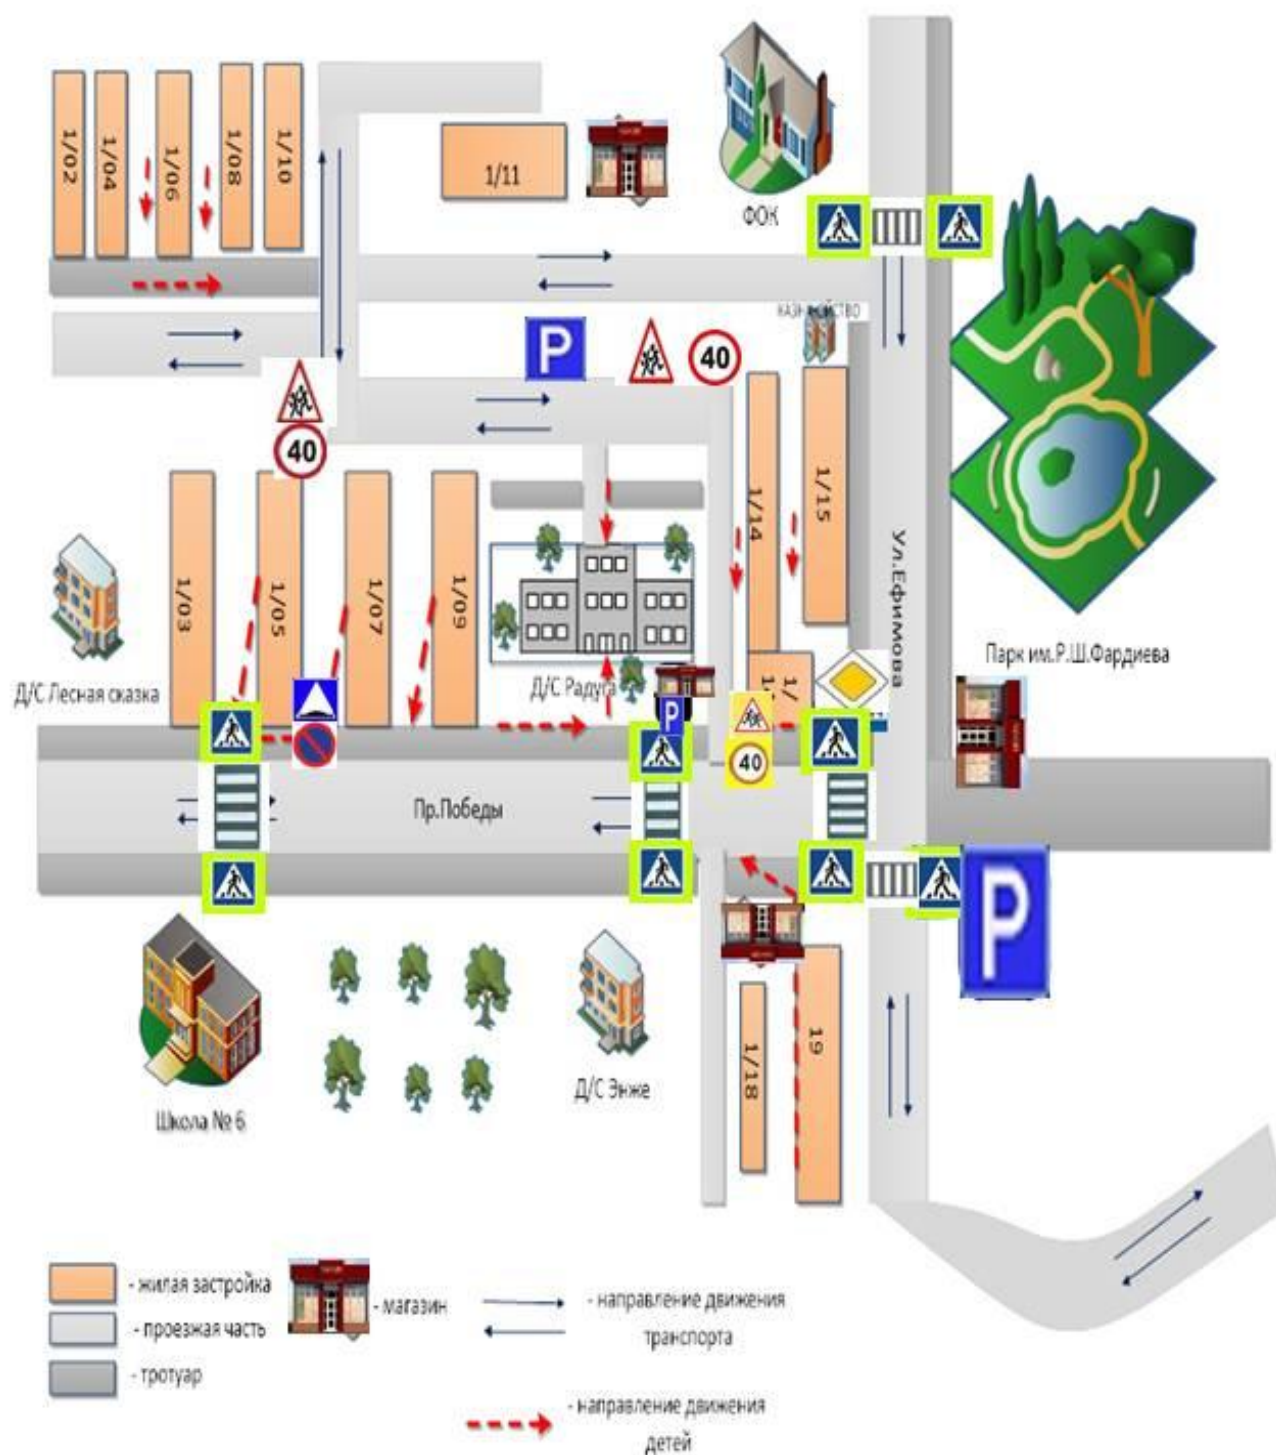 1/02
1/04
1/06
1/08
1/10
1/11
ФОК
P
40
40
1/03
1/05
1/07
1/09
1/14
1/15
Ул.Ефимова
Парк им.Р.Ш.Фардиева
Д/С Лесная сказка
Д/С Радуга
P
40
Пр.Победы
P
Школа № 6
Д/С Энже
1/18
19
- жилая застройка
- проезжая часть
- тротуар
- магазин
- направление движения
транспорта
- направление движения
детей